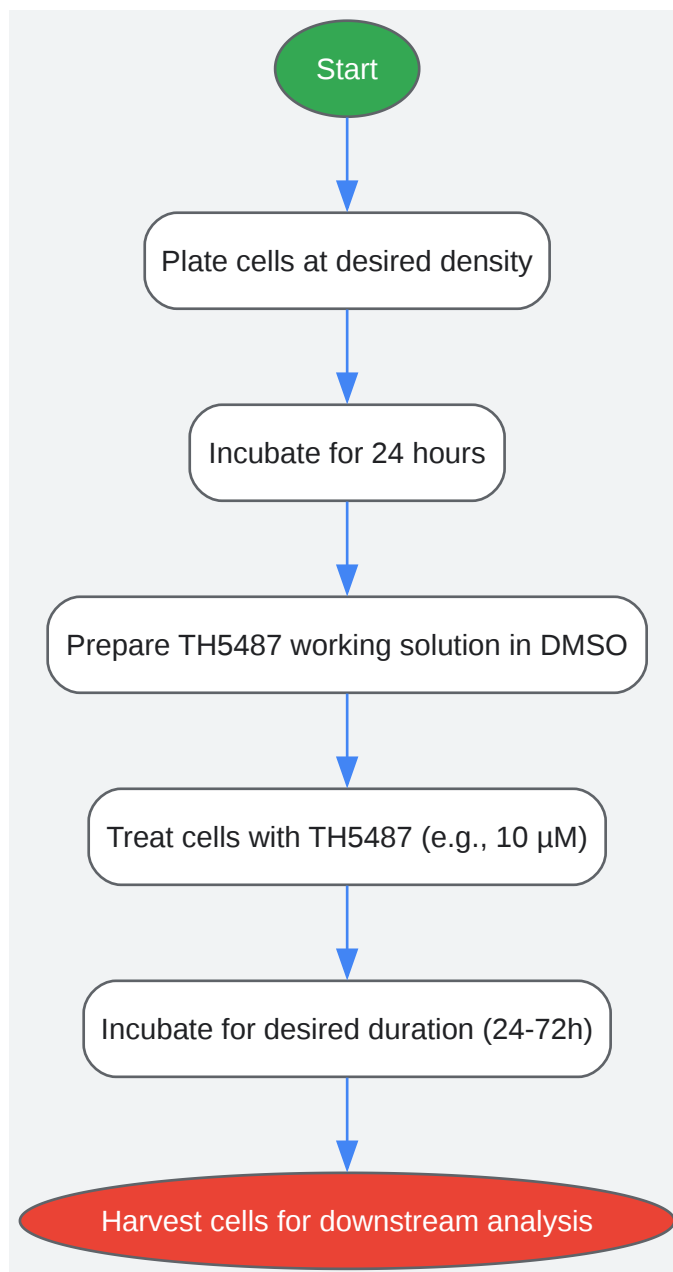 Start
Plate cells at desired density
Incubate for 24 hours
Prepare TH5487 working solution in DMSO
Treat cells with TH5487 (e.g., 10 µM)
Incubate for desired duration (24-72h)
Harvest cells for downstream analysis